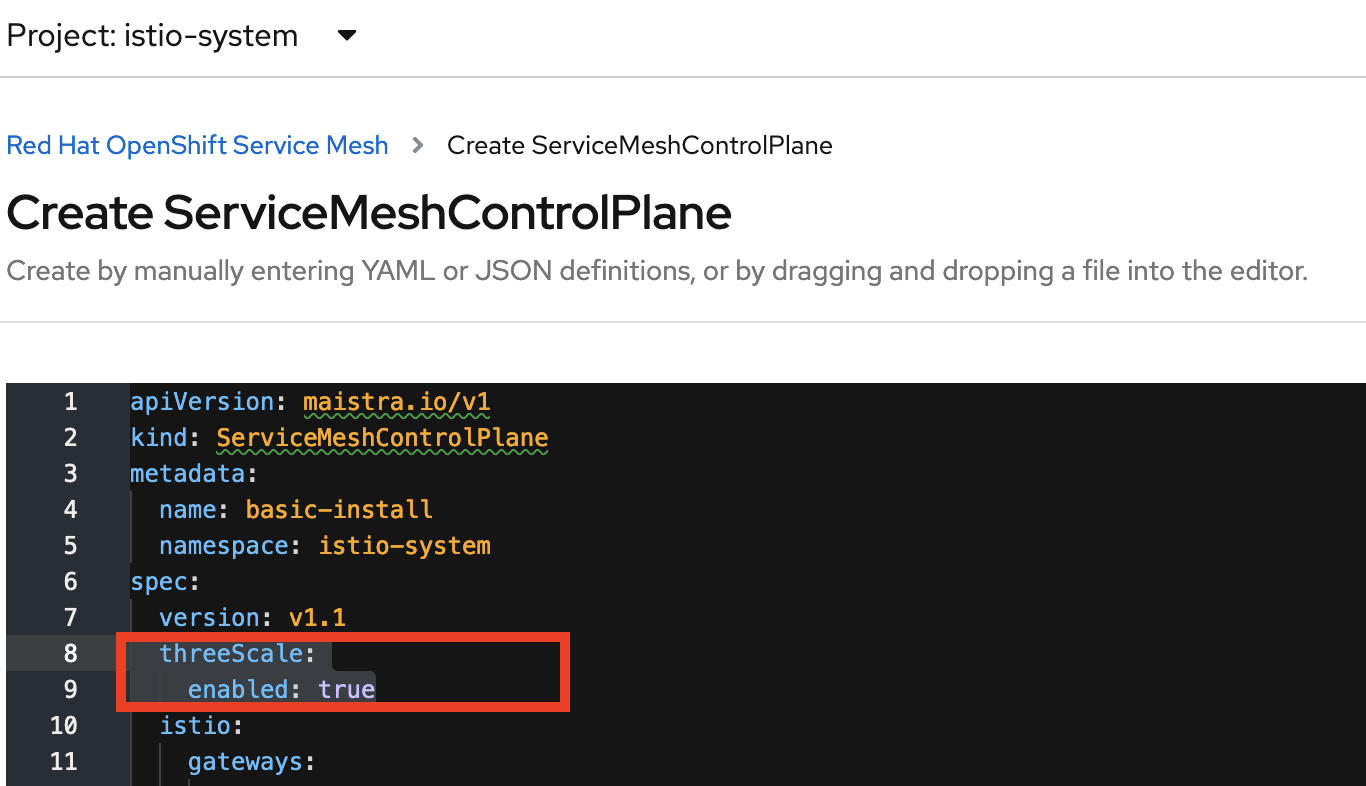 Project: istio-system
Red Hat OpenShift Service Mesh > Create ServiceMeshControlPlane
Create ServiceMeshControlPlane
Create by manually entering YAML or JSON definitions, or by dragging and dropping a file into the editor.
1 apiVersion: maistra.io/v1
2 kind: ServiceMeshControlPlane
3 metadata:
4   name: basic-install
5   namespace: istio-system
6 spec:
7   version: v1.1
8   threeScale:
9     enabled: true
10   istio:
11     gateways: